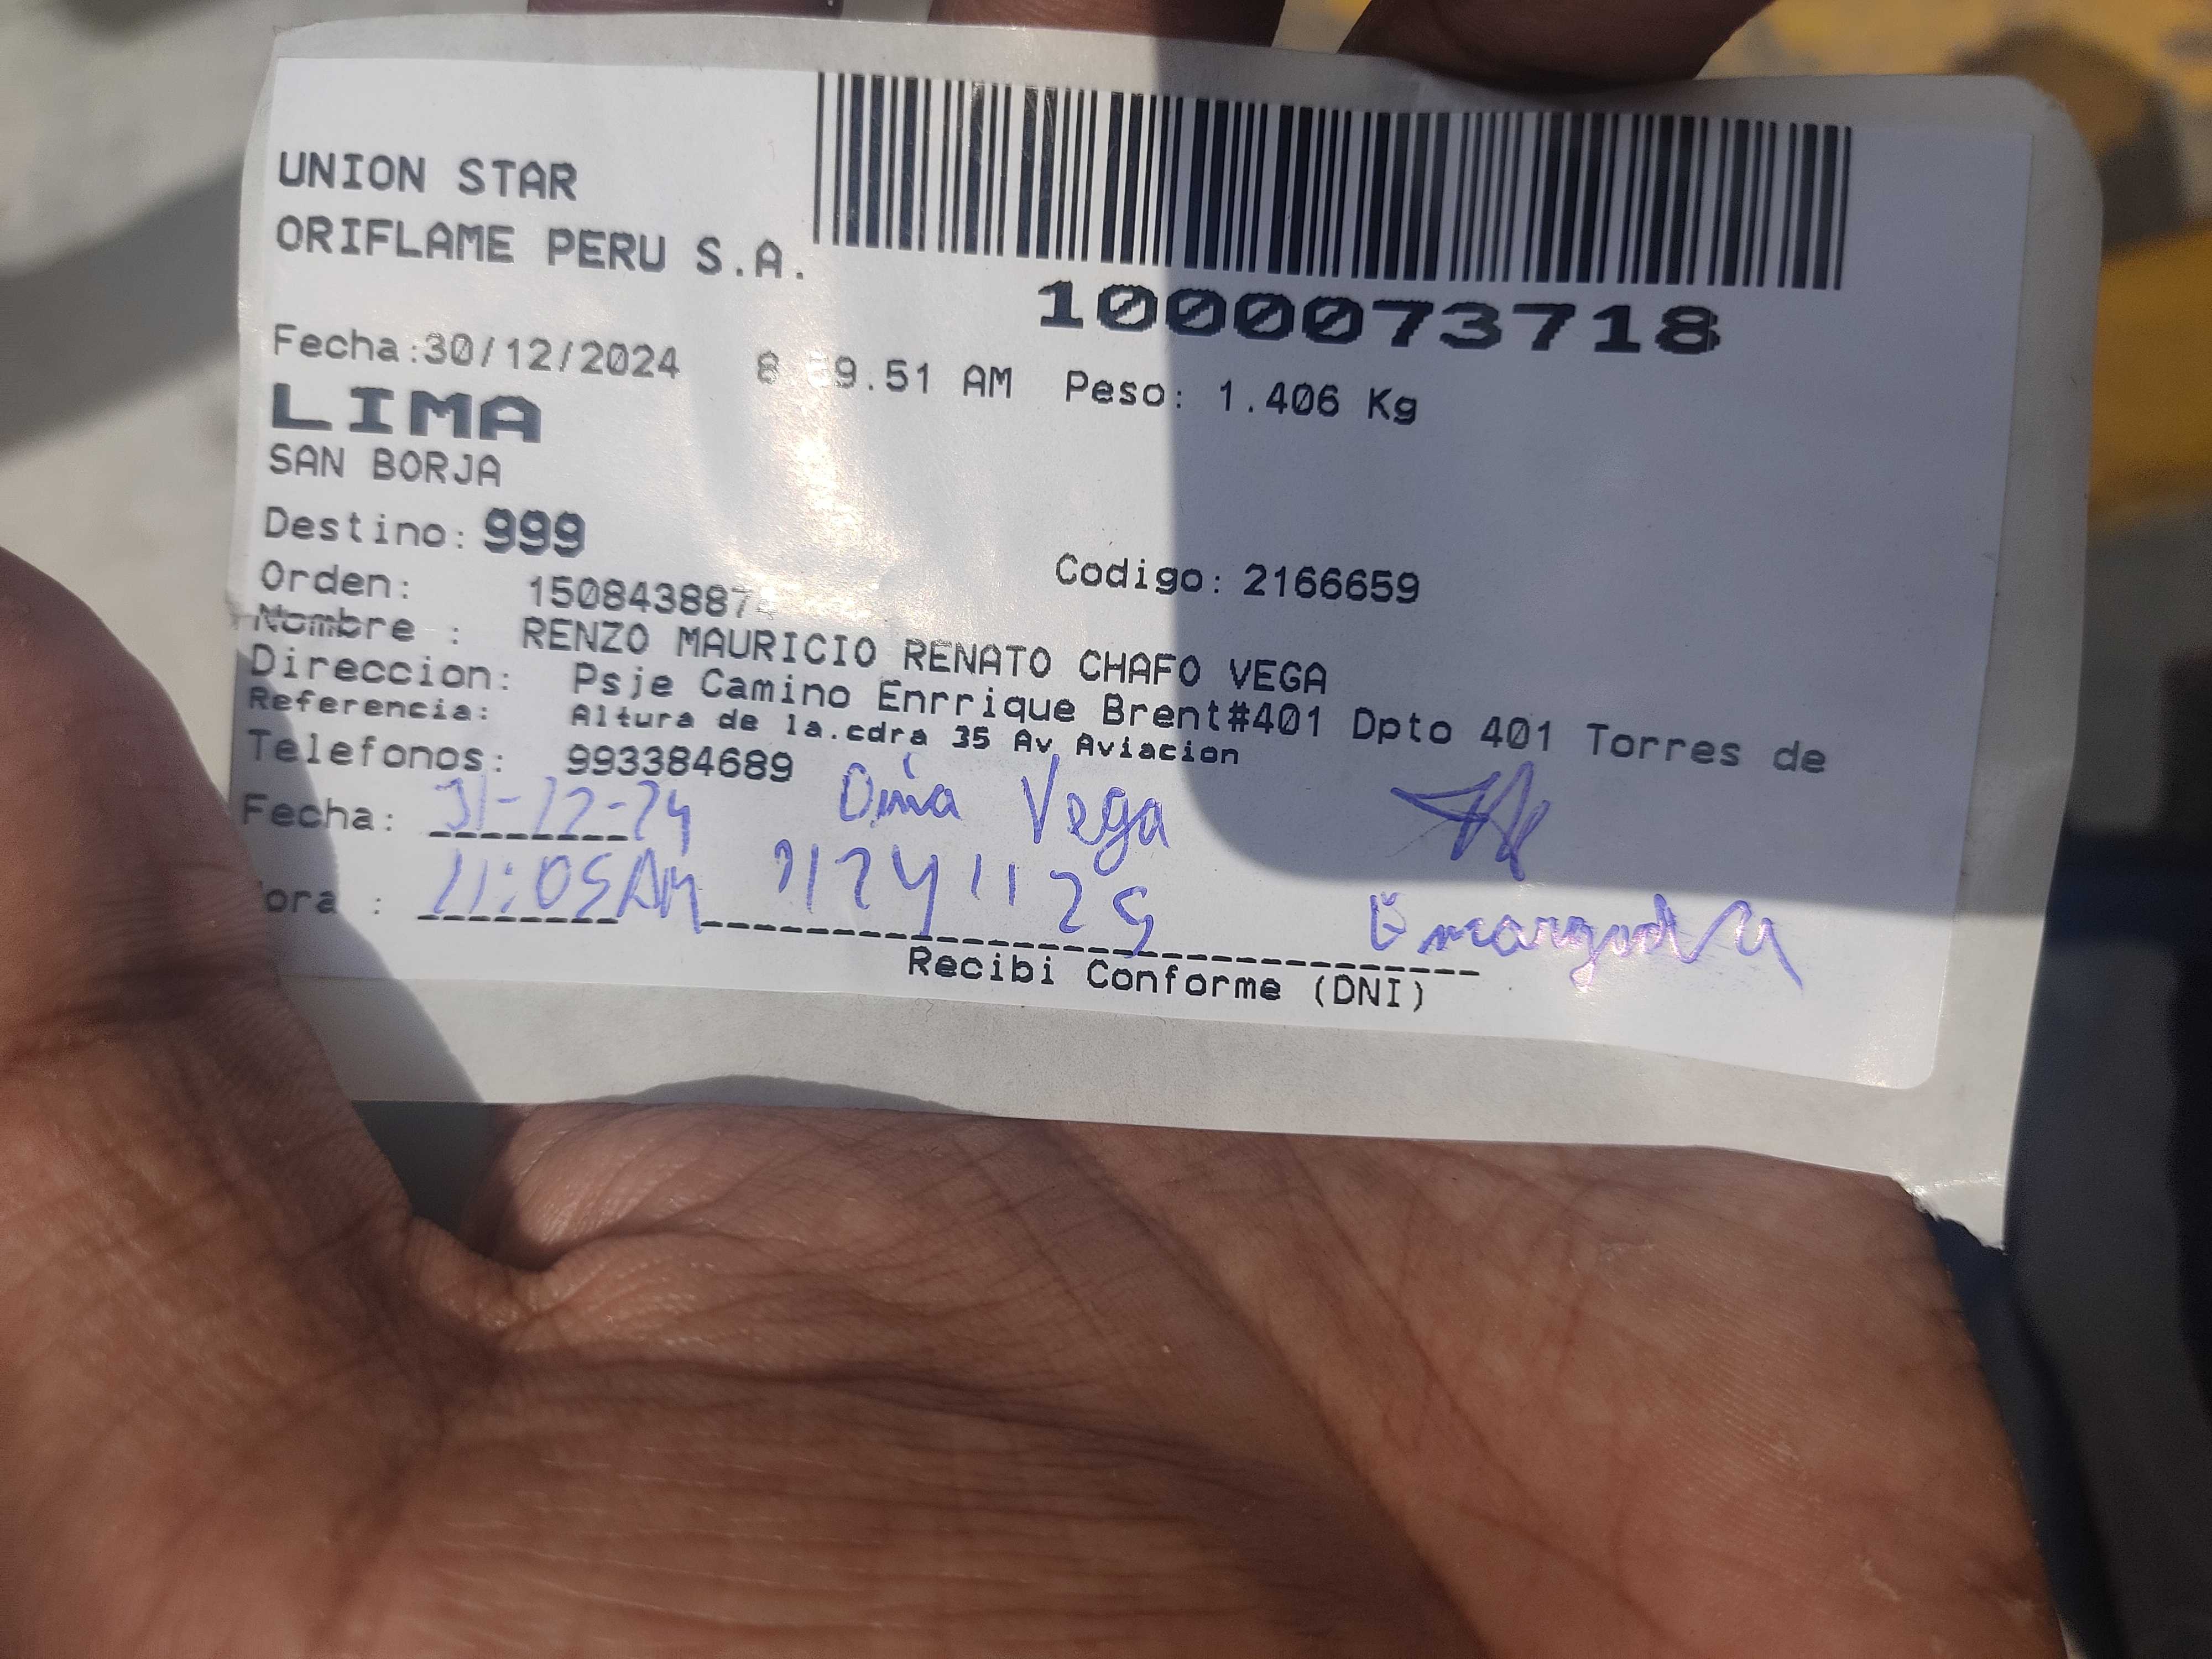 UNION STAR
ORIFLAME PERU S.A.
1000073718
Fecha:30/12/2024 AM Peso: 1.406 Kg
LIMA
SAN BORJA
Destino: 999
Orden: Codigo: 2166659
Nombre : RENZO MAURICIO RENATO CHAFO VEGA
Direccion: Psje Camino Enrrique Brent#401 Dpto 401 Torres de
Referencia: Altura de la.cdra 35 Av Aviacion
Telefonos: 993384689
Fecha: 31-12-24 Vega
ora : 11:05AM
Recibi Conforme (DNI)